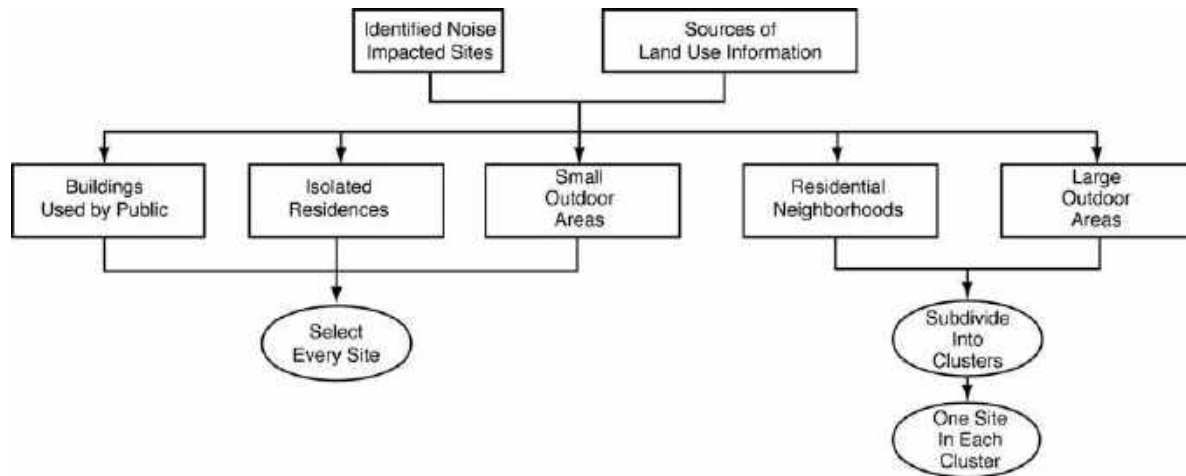 Identified Noise
Impacted Sites
Sources of
Land Use Information
Buildings
Used by Public
Isolated
Residences
Small
Outdoor
Areas
Residential
Neighborhoods
Large
Outdoor
Areas
Select
Every Site
Subdivide
Into
Clusters
One Site
In Each
Cluster